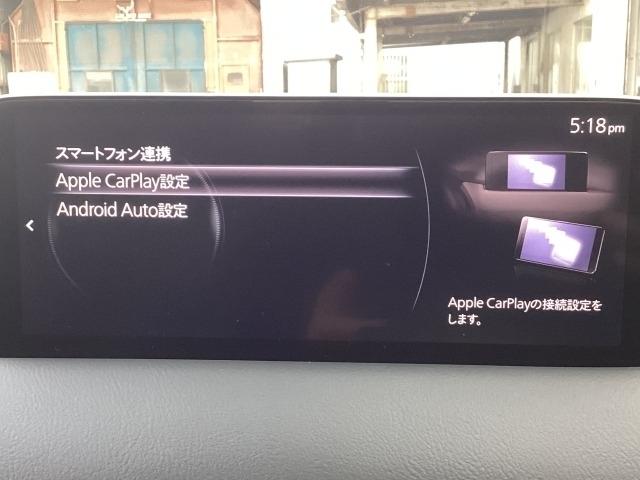 5:18pm
スマートフォン連携
Apple CarPlay設定
Android Auto設定
Apple CarPlayの接続設定を
します。